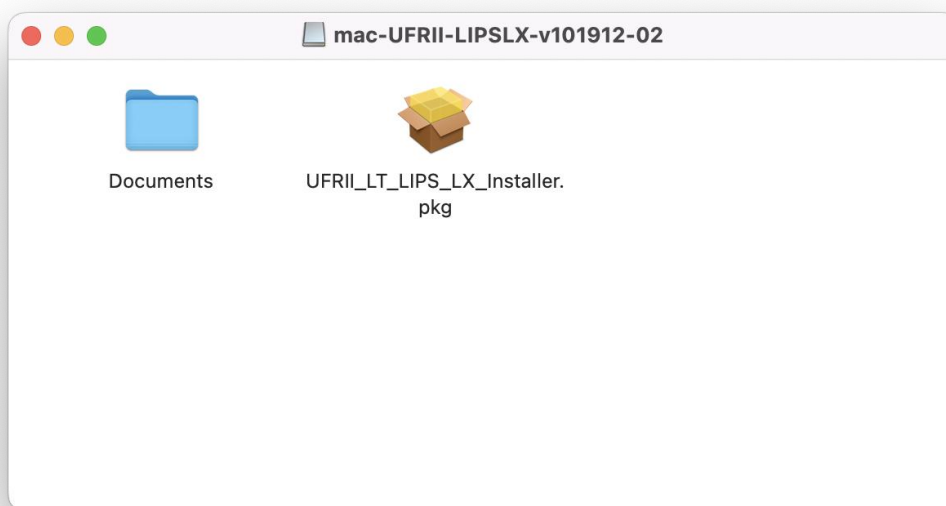 mac-UFRII-LIPSLX-v101912-02
Documents
UFRII_LT_LIPS_LX_Installer.
pkg